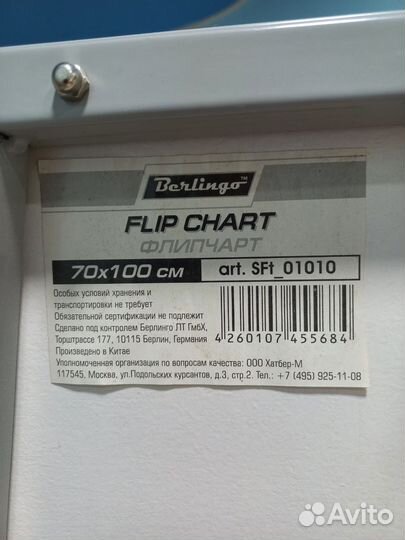 Berlingo™
FLIP CHART
ФЛИПЧАРТ
70x100 см art. SFt_01010
Особых условий хранения и
транспортировки не требует
Обязательной сертификации не подлежит
Сделано под контролем Берлинго ЛТ ГмбХ,
Торштрассе 177, 10115 Берлин, Германия
4 260107 455684
Произведено в Китае
Уполномоченная организация по вопросам качества: ООО Хатбер-М
117545, Москва, ул.Подольских курсантов, д.3, стр.2. Тел.: +7 (495) 925-11-08
Avito